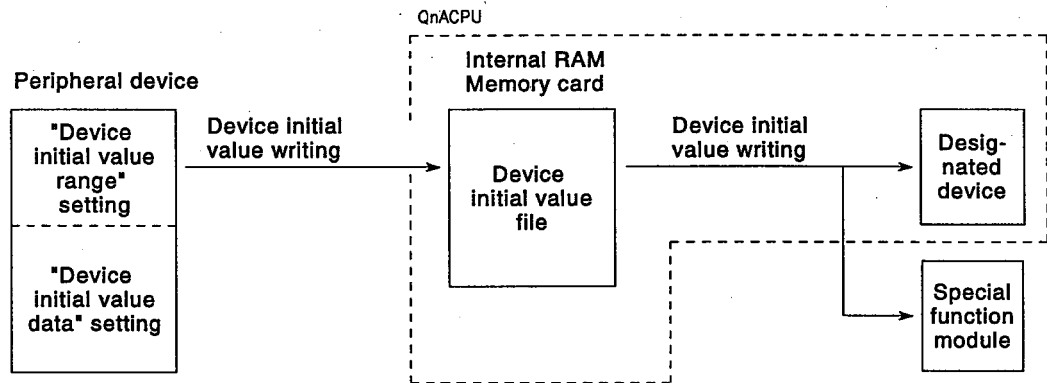 QnACPU
Peripheral device
"Device
initial value
range"
setting
"Device
initial value
data" setting
Device initial
value writing
Internal RAM
Memory card
Device
initial value
file
Device initial
value writing
Desig-
nated
device
Special
function
module